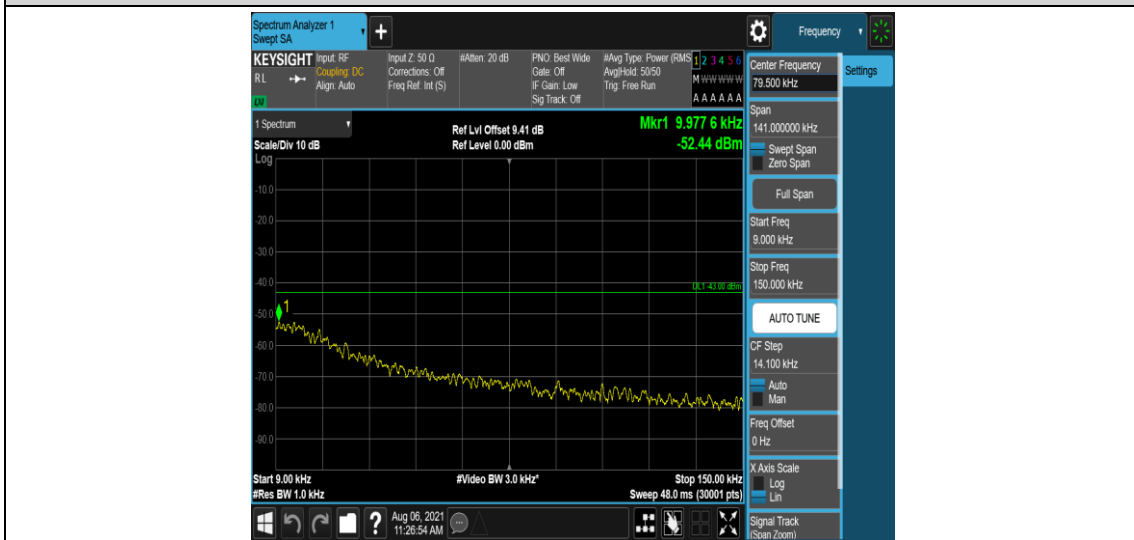 Spectrum Analyzer 1
Swept SA
+
Frequency
KEYSIGHT
Input: RF
Coupling: DC
Align: Auto
RL
LXI
Input Z: 50 Ω
Corrections: Off
Freq Ref: Int (S)
#Atten: 20 dB
PNO: Best Wide
Gate: Off
IF Gain: Low
Sig Track: Off
#Avg Type: Power (RMS
Avg|Hold: 50/50
Trig: Free Run
1 2 3 4 5 6
M W W W W W
A A A A A A
1 Spectrum
Scale/Div 10 dB
Ref Lvl Offset 9.41 dB
Ref Level 0.00 dBm
Mkr1 9.977 6 kHz
-52.44 dBm
Log
-10.0
-20.0
-30.0
-40.0
-50.0
-60.0
-70.0
-80.0
-90.0
DL1 -43.00 dBm
1
Start 9.00 kHz
#Res BW 1.0 kHz
#Video BW 3.0 kHz*
Stop 150.00 kHz
Sweep 48.0 ms (30001 pts)
Aug 06, 2021
11:26:54 AM
?
Center Frequency
79.500 kHz
Settings
Span
141.000000 kHz
Swept Span
Zero Span
Full Span
Start Freq
9.000 kHz
Stop Freq
150.000 kHz
AUTO TUNE
CF Step
14.100 kHz
Auto
Man
Freq Offset
0 Hz
X Axis Scale
Log
Lin
Signal Track
(Span Zoom)